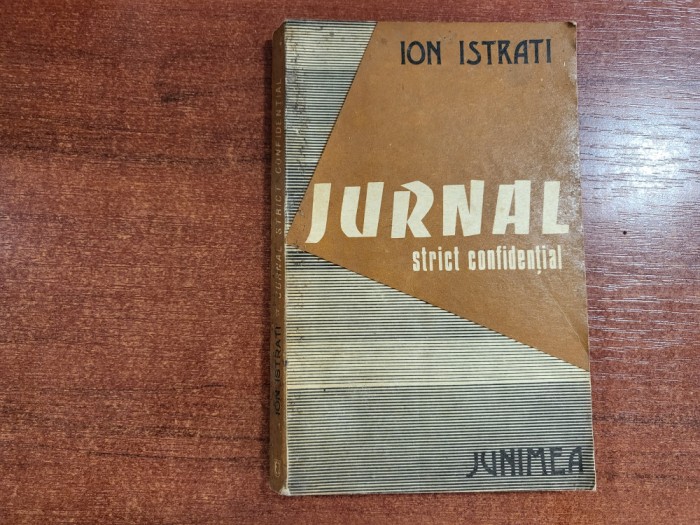 ION ISTRATI
JURNAL
strict confidențial
JUNIMEA
ION ISTRATI * JURNAL STRICT CONFIDENȚIAL